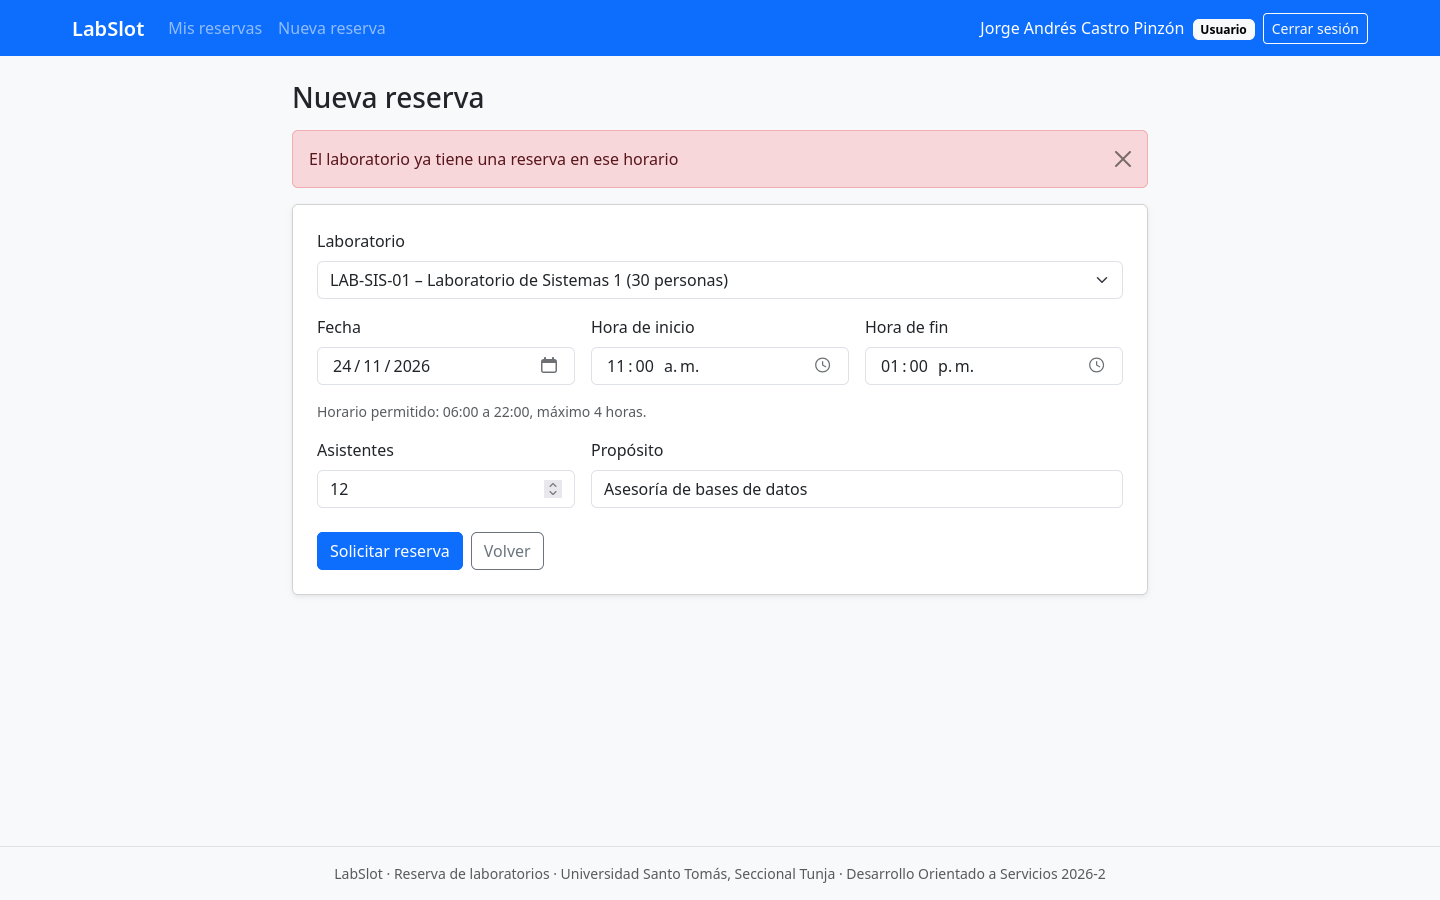 LabSlot Mis reservas Nueva reserva Jorge Andrés Castro Pinzón Usuario Cerrar sesión
Nueva reserva
El laboratorio ya tiene una reserva en ese horario
Laboratorio
LAB-SIS-01 – Laboratorio de Sistemas 1 (30 personas)
Fecha Hora de inicio Hora de fin
24/11/2026 11:00 a.m. 01:00 p.m.
Horario permitido: 06:00 a 22:00, máximo 4 horas.
Asistentes Propósito
12 Asesoría de bases de datos
Solicitar reserva Volver
LabSlot · Reserva de laboratorios · Universidad Santo Tomás, Seccional Tunja · Desarrollo Orientado a Servicios 2026-2